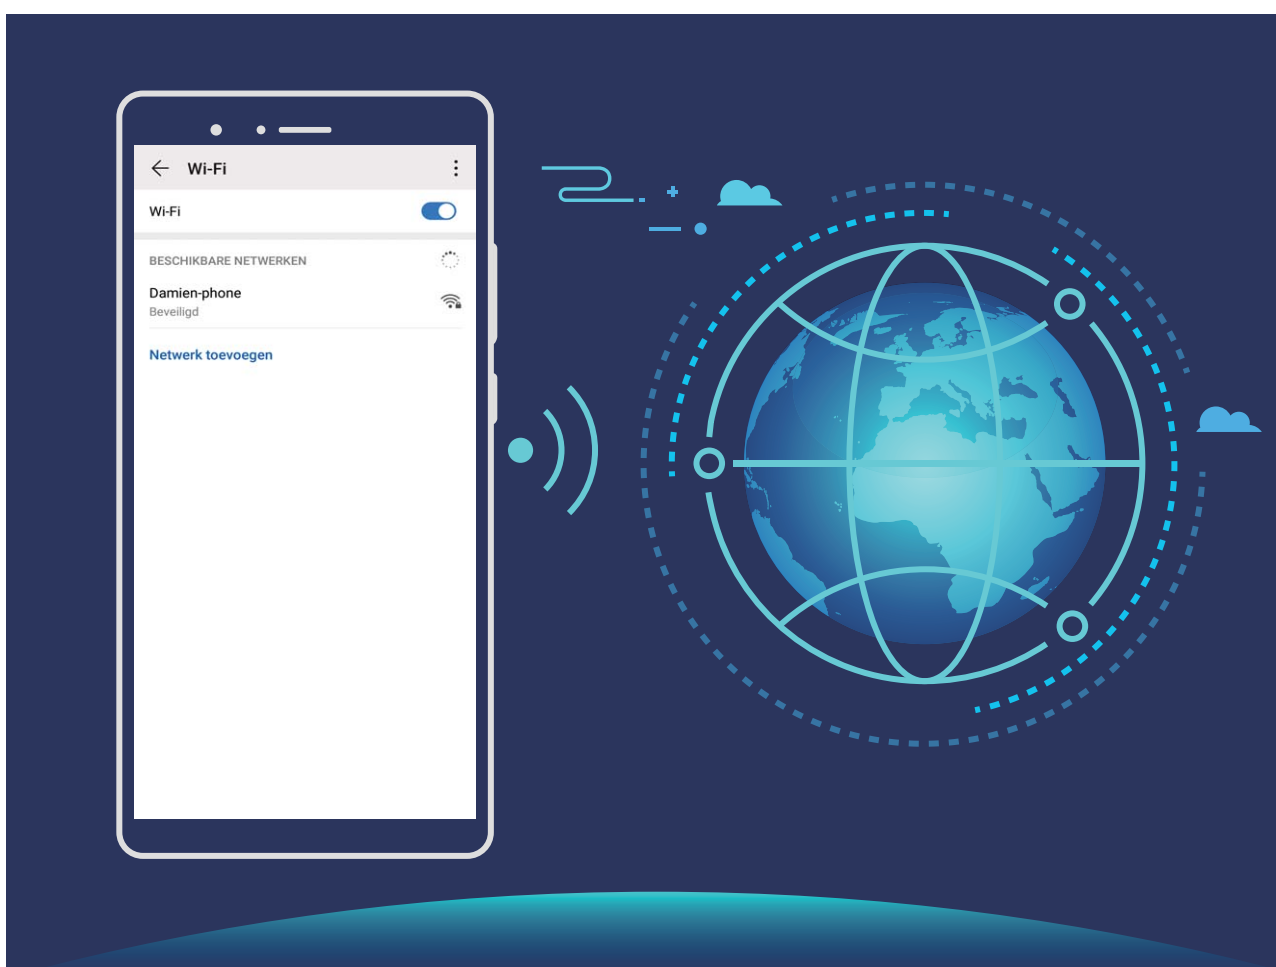 Wi-Fi
Wi-Fi
BESCHIKBARE NETWERKEN
Damien-phone
Beveiligd
Netwerk toevoegen